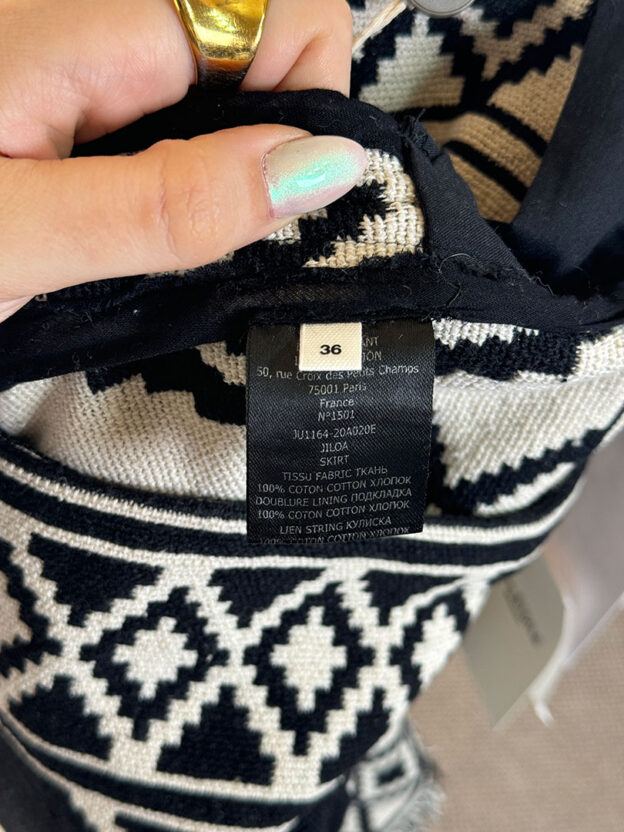 36
50, rue Croix des Petits Champs
75001 Paris
France
N°1501
JU1164-20A020E
JILOA
SKIRT
TISSU FABRIC ТКАНЬ
100% COTON COTTON ХЛОПОК
DOUBLURE LINING ПОДКЛАДКА
100% COTON COTTON ХЛОПОК
LIEN STRING КУЛИСКА
100% COTON COTTON ХЛОПОК